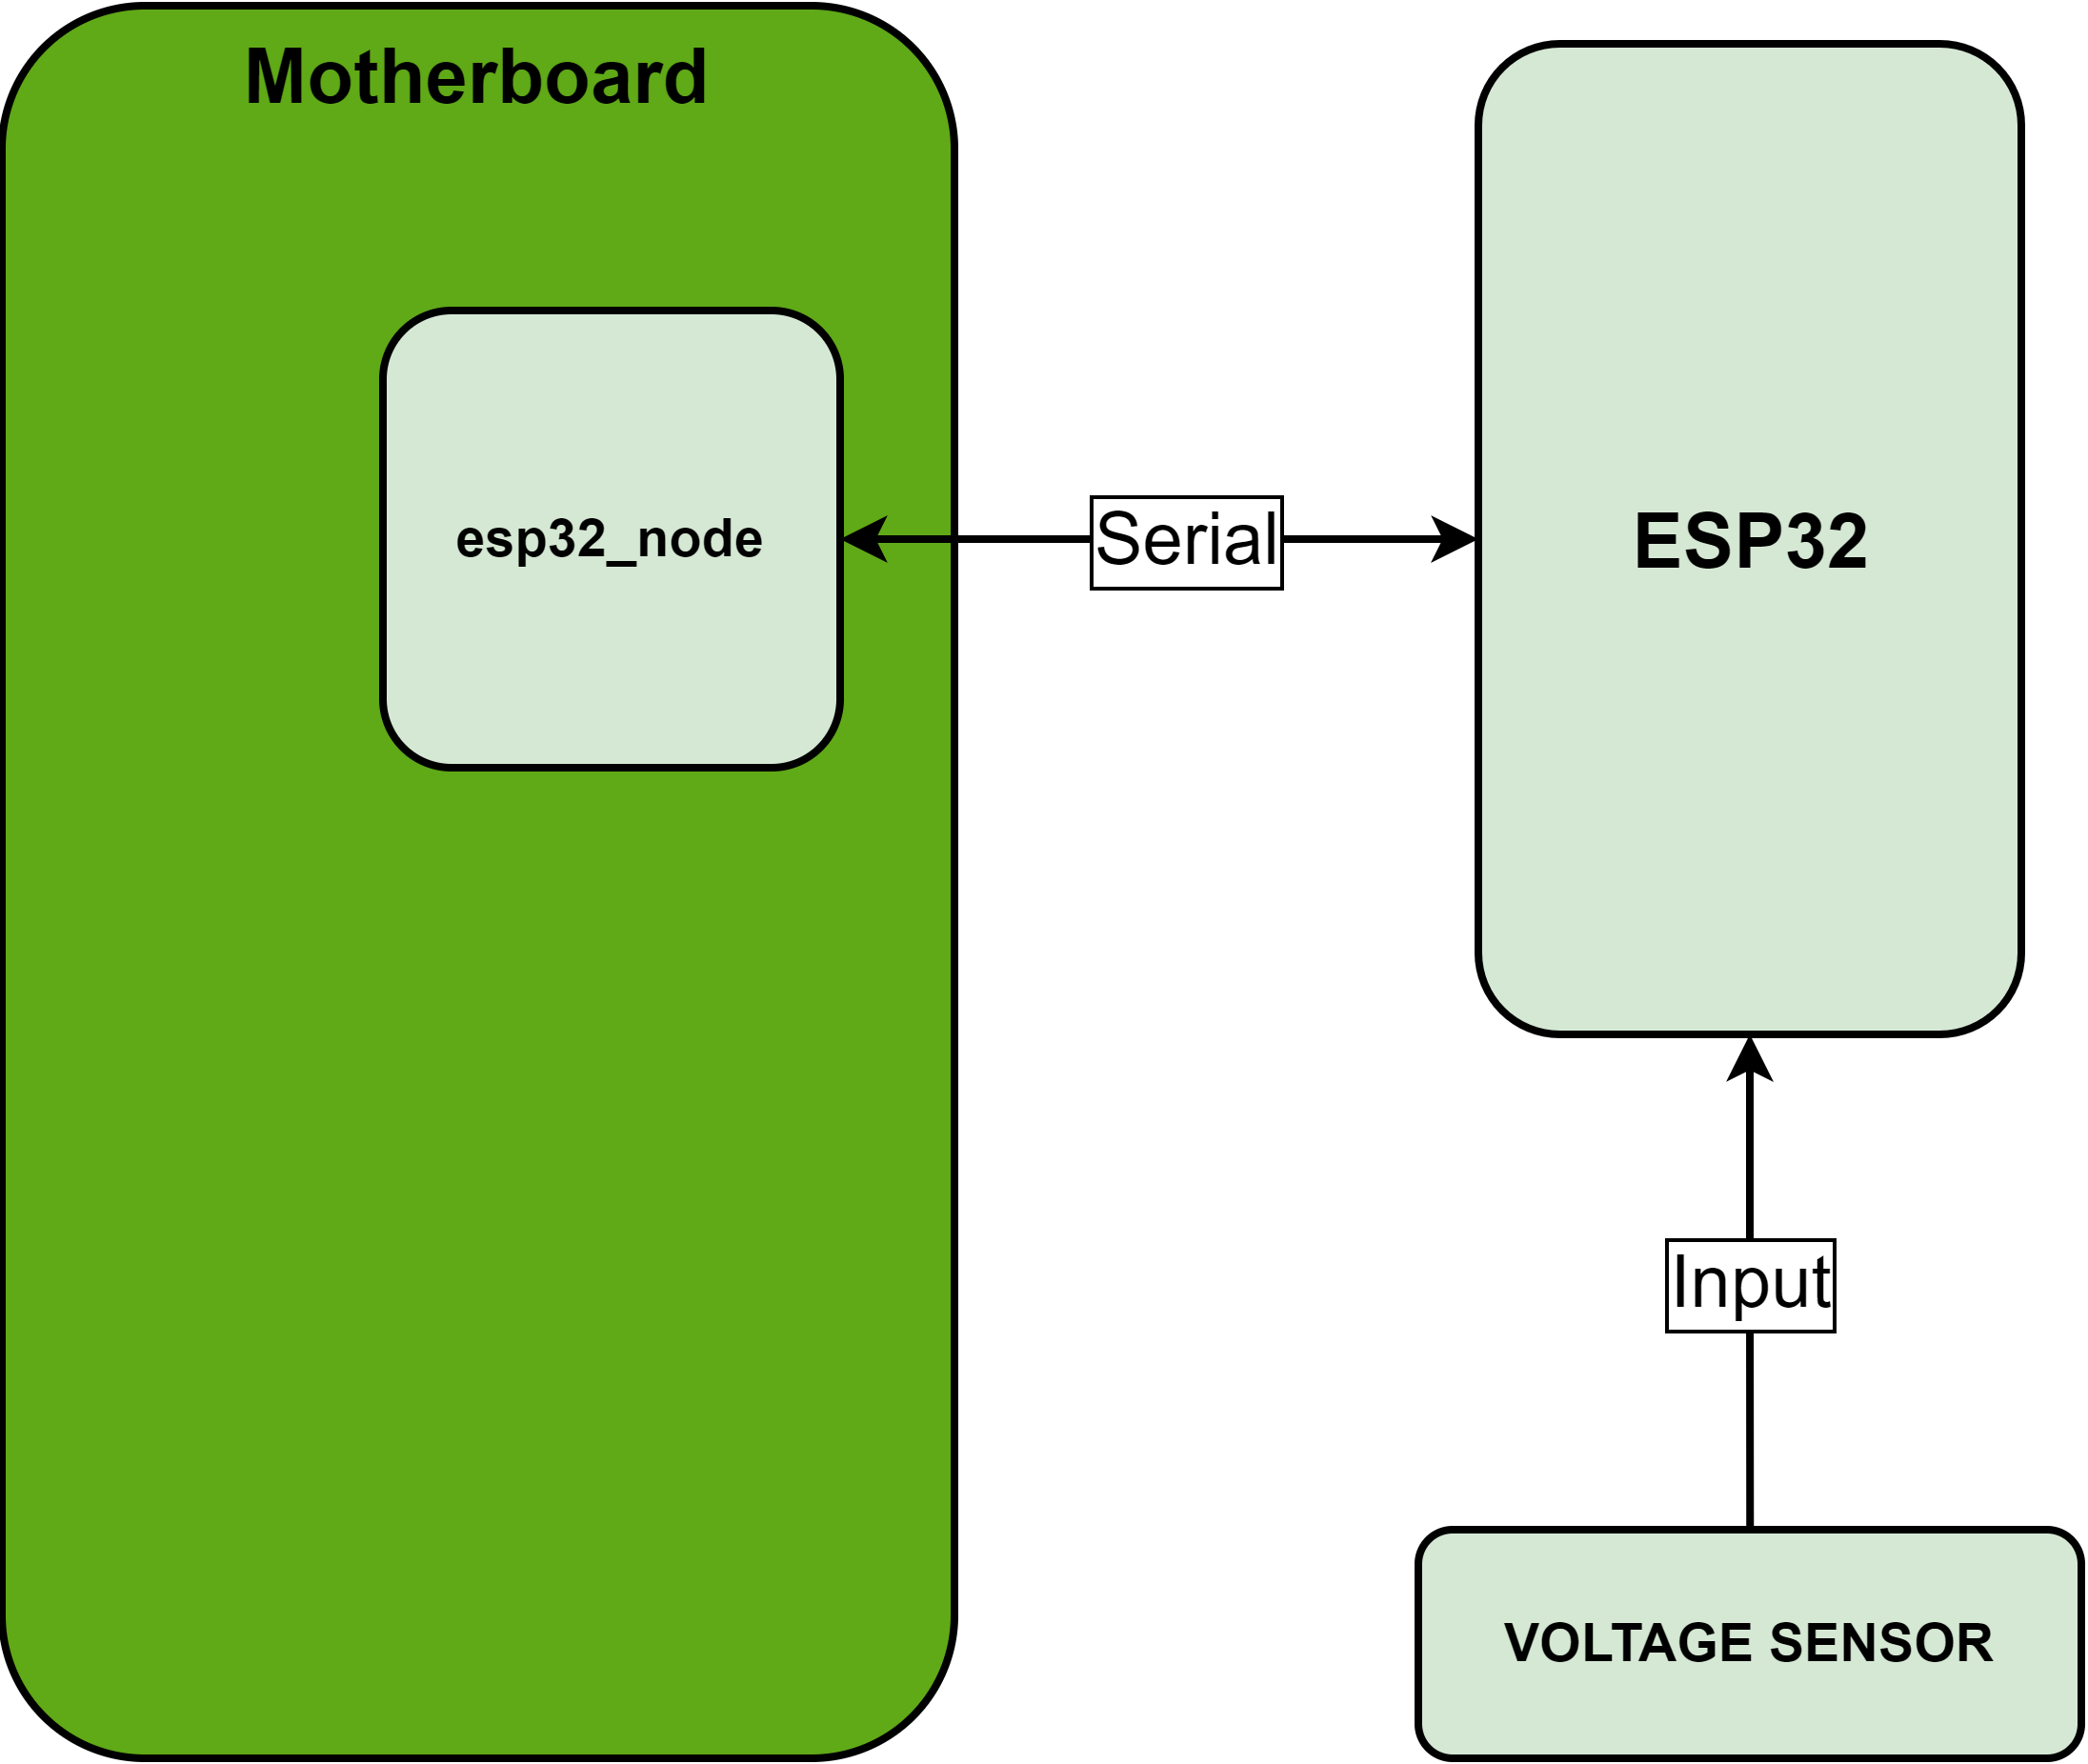 Motherboard
esp32_node
Serial
ESP32
Input
VOLTAGE SENSOR